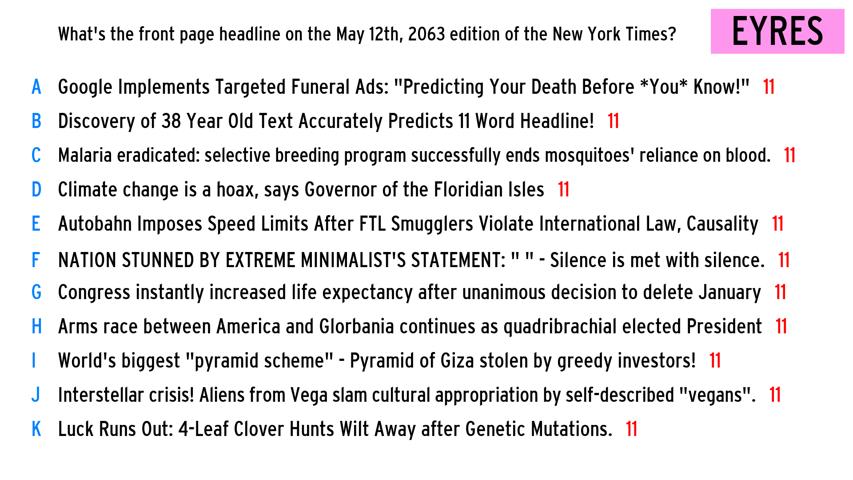 What's the front page headline on the May 12th, 2063 edition of the New York Times?
EYRES
A Google Implements Targeted Funeral Ads: "Predicting Your Death Before *You* Know!" 11
B Discovery of 38 Year Old Text Accurately Predicts 11 Word Headline! 11
C Malaria eradicated: selective breeding program successfully ends mosquitoes' reliance on blood. 11
D Climate change is a hoax, says Governor of the Floridian Isles 11
E Autobahn Imposes Speed Limits After FTL Smugglers Violate International Law, Causality 11
F NATION STUNNED BY EXTREME MINIMALIST'S STATEMENT: " " - Silence is met with silence. 11
G Congress instantly increased life expectancy after unanimous decision to delete January 11
H Arms race between America and Glorbania continues as quadribrachial elected President 11
I World's biggest "pyramid scheme" - Pyramid of Giza stolen by greedy investors! 11
J Interstellar crisis! Aliens from Vega slam cultural appropriation by self-described "vegans". 11
K Luck Runs Out: 4-Leaf Clover Hunts Wilt Away after Genetic Mutations. 11